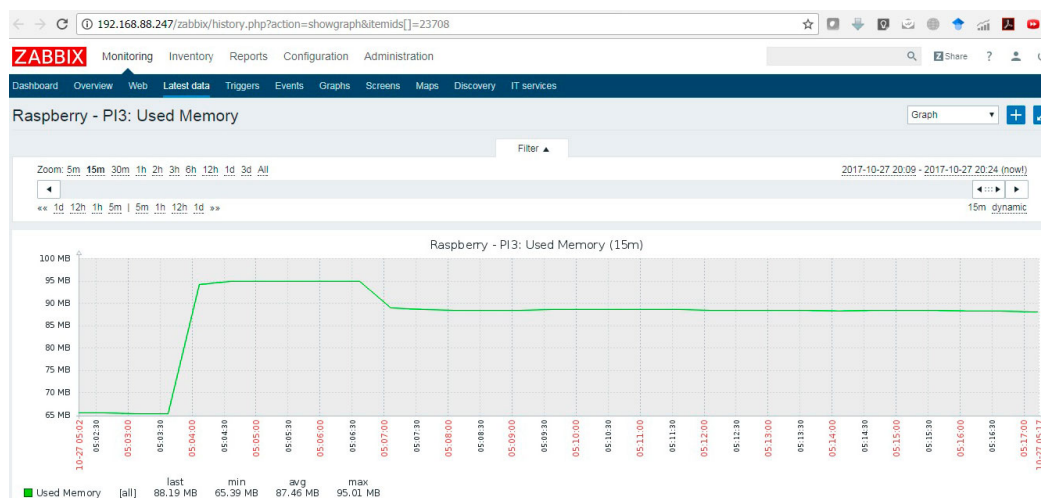 192.168.88.247/zabbix/history.php?action=showgraph&itemids[]=23708
ZABBIX Monitoring Inventory Reports Configuration Administration
Share ?
Dashboard Overview Web Latest data Triggers Events Graphs Screens Maps Discovery IT services
Raspberry - PI3: Used Memory
Graph
Filter ▲
Zoom: 5m 15m 30m 1h 2h 3h 6h 12h 1d 3d All
2017-10-27 20:09 - 2017-10-27 20:24 (now!)
«« 1d 12h 1h 5m | 5m 1h 12h 1d »»
15m dynamic
Raspberry - PI3: Used Memory (15m)
100 MB
95 MB
90 MB
85 MB
80 MB
75 MB
70 MB
65 MB
10-27 05:02
05:02:30
05:03:00
05:03:30
05:04:00
05:04:30
05:05:00
05:05:30
05:06:00
05:06:30
05:07:00
05:07:30
05:08:00
05:08:30
05:09:00
05:09:30
05:10:00
05:10:30
05:11:00
05:11:30
05:12:00
05:12:30
05:13:00
05:13:30
05:14:00
05:14:30
05:15:00
05:15:30
05:16:00
05:16:30
05:17:00
10-27 05:17
last min avg max
Used Memory [all] 88.19 MB 65.39 MB 87.46 MB 95.01 MB